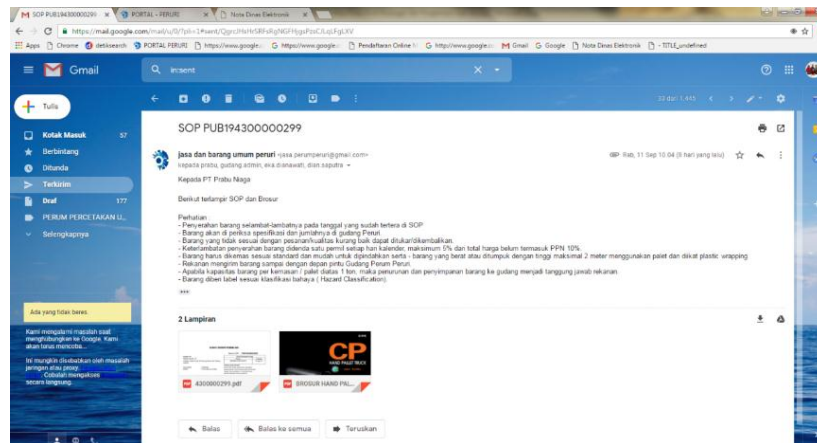 SOP PUB194300000299
PORTAL - PERURI
Nota Dinas Elektronik
https://mail.google.com/mail/u/0/?pli=1#sent/
Apps
Chrome
detiksearch
PORTAL PERURI
https://www.google.c
https://www.google.c
Pendaftaran Online
http://www.google.c
Gmail
Google
Nota Dinas Elektronik
- TITLE_undefined
Gmail
in:sent
Tulis
Kotak Masuk 57
Berbintang
Ditunda
Terkirim
Draf 177
PERUM PERCETAKAN U...
Selengkapnya
SOP PUB194300000299
jasa dan barang umum peruri
kepada prabu, gudang.admin, eka.dianawati, dian.saputra
Rab, 11 Sep 10.04 (8 hari yang lalu)
Kepada PT Prabu Niaga
Berikut terlampir SOP dan Brosur
Perhatian
- Penyerahan barang selambat-lambatnya pada tanggal yang sudah tertera di SOP
- Barang akan di periksa spesifikasi dan jumlahnya di gudang Peruri.
- Barang yang tidak sesuai dengan pesanan/kualitas kurang baik dapat ditukar/dikembalikan.
- Keterlambatan penyerahan barang didenda satu permil setiap hari kalender, maksimum 5% dari total harga belum termasuk PPN 10%.
- Barang harus dikemas sesuai standard dan mudah untuk dipindahkan serta - barang yang berat atau ditumpuk dengan tinggi maksimal 2 meter menggunakan palet dan diikat plastic wrapping
- Rekanan mengirim barang sampai dengan depan pintu Gudang Perum Peruri.
- Apabila kapasitas barang per kemasan / palet diatas 1 ton, maka penurunan dan penyimpanan barang ke gudang menjadi tanggung jawab rekanan.
- Barang diberi label sesuai klasifikasi bahaya ( Hazard Classification).
Ada yang tidak beres.
Kami mengalami masalah saat
menghubungkan ke Google. Kami
akan terus mencoba...
Ini mungkin disebabkan oleh masalah
jaringan atau proxy.
Cobalah mengakses
secara langsung.
2 Lampiran
CP
HAND PALLET TRUCK
4300000299.pdf
BROSUR HAND PAL...
Balas
Balas ke semua
Teruskan